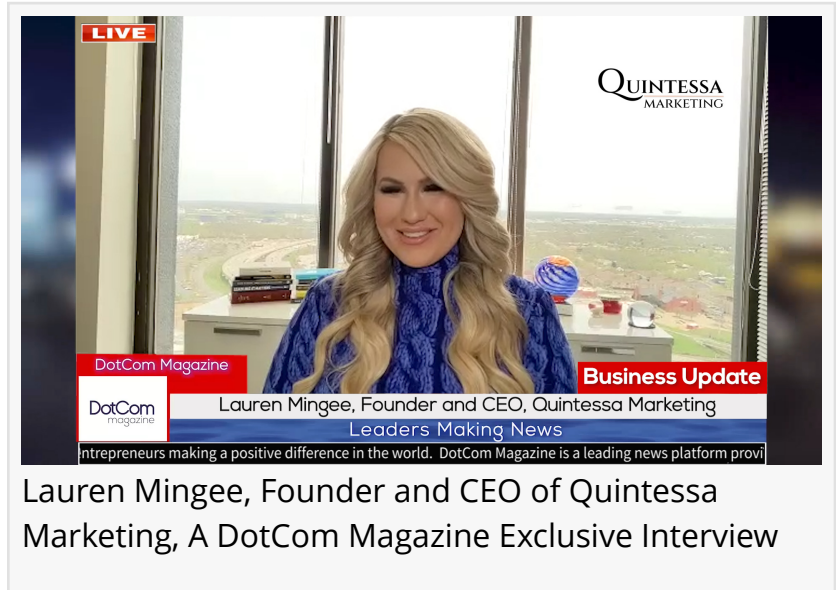 LIVE
QUINTESSA
MARKETING
DotCom Magazine
Business Update
DotCom
magazine
Lauren Mingee, Founder and CEO, Quintessa Marketing
Leaders Making News
ntrepreneurs making a positive difference in the world. DotCom Magazine is a leading news platform provi
Lauren Mingee, Founder and CEO of Quintessa
Marketing, A DotCom Magazine Exclusive Interview